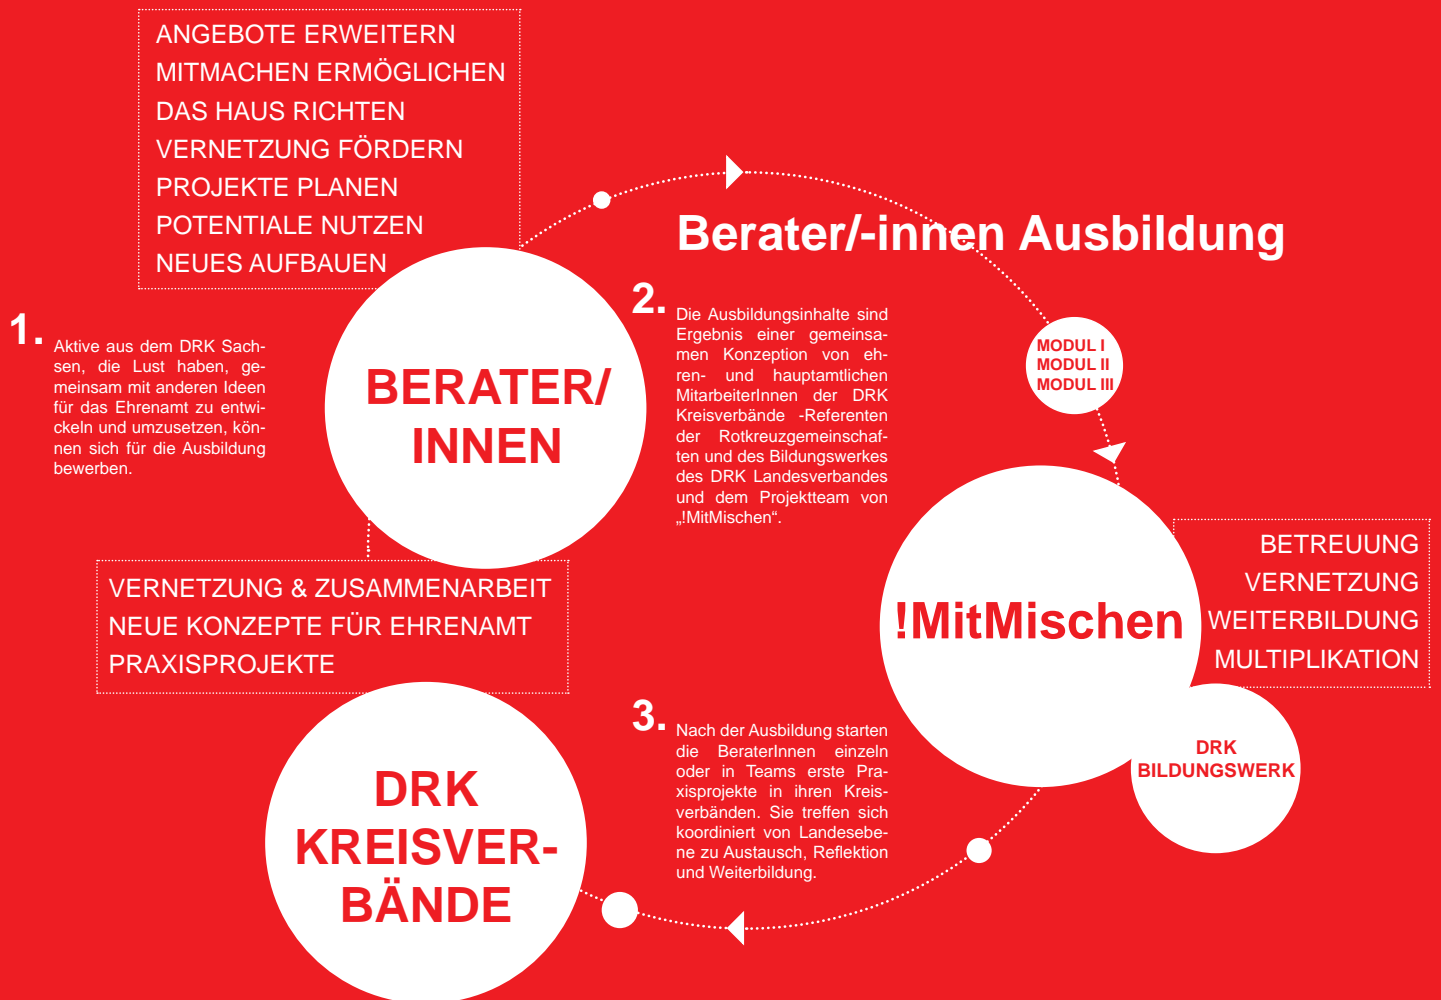 ANGEBOTE ERWEITERN
MITMACHEN ERMÖGLICHEN
DAS HAUS RICHTEN
VERNETZUNG FÖRDERN
PROJEKTE PLANEN
POTENTIALE NUTZEN
NEUES AUFBAUEN
Berater/-innen Ausbildung
1.
Aktive aus dem DRK Sach-
sen, die Lust haben, ge-
meinsam mit anderen Ideen
für das Ehrenamt zu entwi-
ckeln und umzusetzen, kön-
nen sich für die Ausbildung
bewerben.
BERATER/
INNEN
2.
Die Ausbildungsinhalte sind
Ergebnis einer gemeinsa-
men Konzeption von eh-
ren- und hauptamtlichen
MitarbeiterInnen der DRK
Kreisverbände -Referenten
der Rotkreuzgemeinschaf-
ten und des Bildungswerkes
des DRK Landesverbandes
und dem Projektteam von
„!MitMischen“.
MODUL I
MODUL II
MODUL III
!MitMischen
BETREUUNG
VERNETZUNG
WEITERBILDUNG
MULTIPLIKATION
DRK
BILDUNGSWERK
VERNETZUNG & ZUSAMMENARBEIT
NEUE KONZEPTE FÜR EHRENAMT
PRAXISPROJEKTE
3.
Nach der Ausbildung starten
die BeraterInnen einzeln
oder in Teams erste Pra-
xisprojekte in ihren Kreis-
verbänden. Sie treffen sich
koordiniert von Landesebe-
ne zu Austausch, Reflektion
und Weiterbildung.
DRK
KREISVER-
BÄNDE